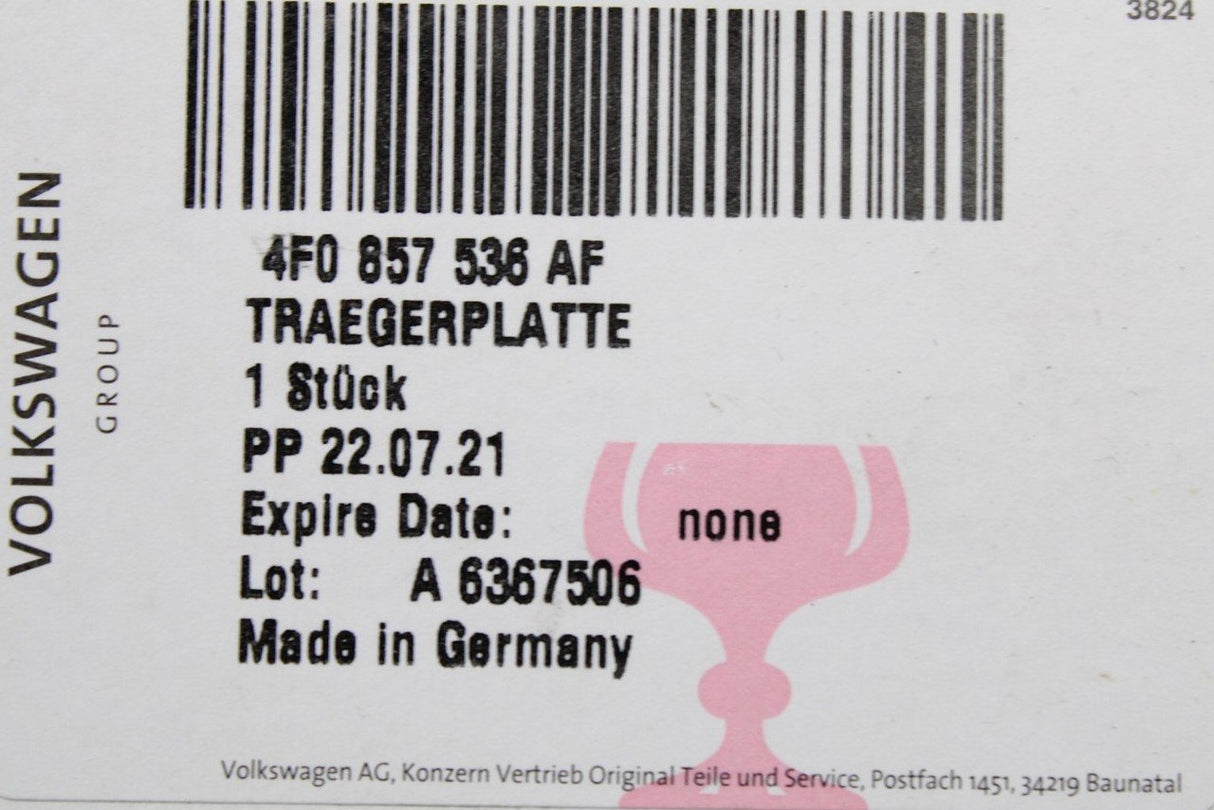 3824
VOLKSWAGEN
GROUP
4F0 857 536 AF
TRAEGERPLATTE
1 Stück
PP 22.07.21
Expire Date: none
Lot: A 6367506
Made in Germany
Volkswagen AG, Konzern Vertrieb Original Teile und Service, Postfach 1451, 34219 Baunatal